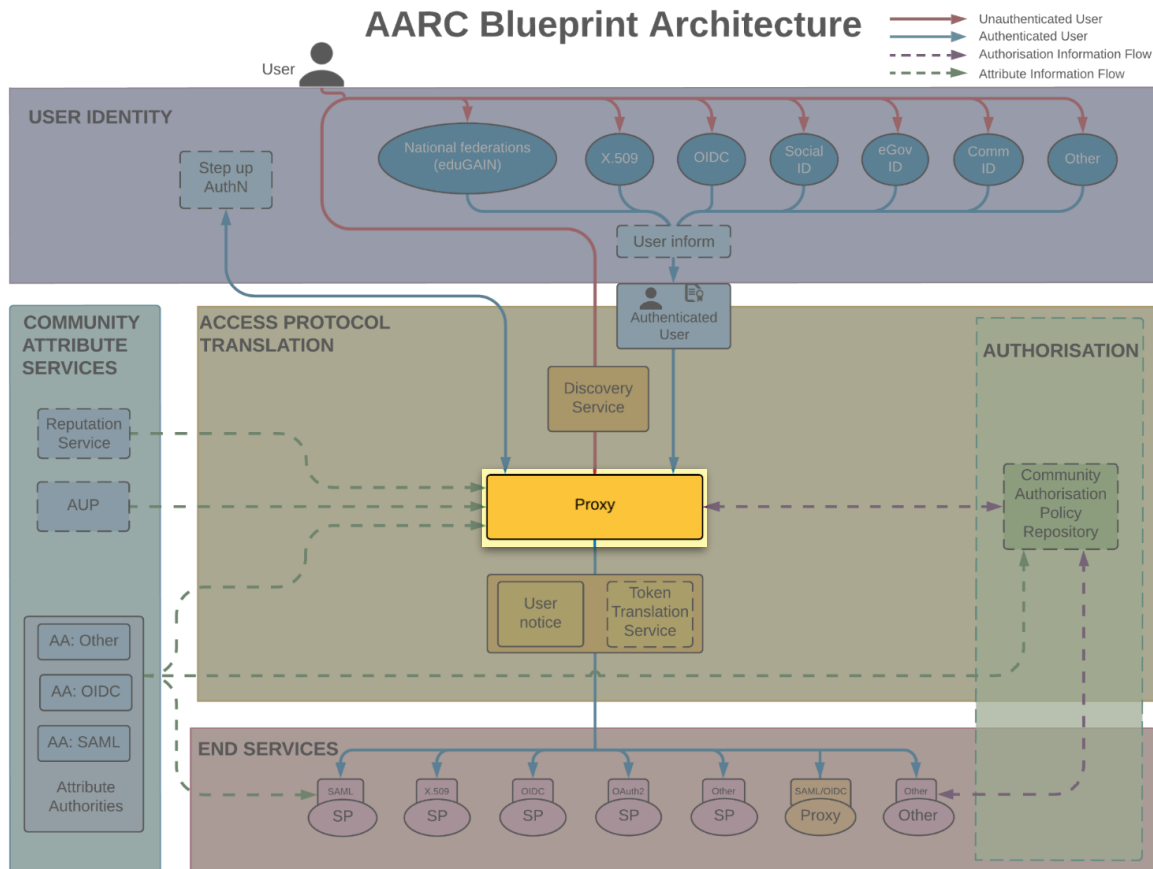 AARC Blueprint Architecture
Unauthenticated User
Authenticated User
Authorisation Information Flow
Attribute Information Flow
User
USER IDENTITY
National federations
(eduGAIN)
X.509
OIDC
Social
ID
eGov
ID
Comm
ID
Other
Step up
AuthN
User inform
Authenticated
User
COMMUNITY
ATTRIBUTE
SERVICES
ACCESS PROTOCOL
TRANSLATION
AUTHORISATION
Discovery
Service
Reputation
Service
AUP
Proxy
Community
Authorisation
Policy
Repository
User
notice
Token
Translation
Service
AA: Other
AA: OIDC
AA: SAML
Attribute
Authorities
END SERVICES
SAML
SP
X.509
SP
OIDC
SP
OAuth2
SP
Other
SP
SAML/OIDC
Proxy
Other
Other